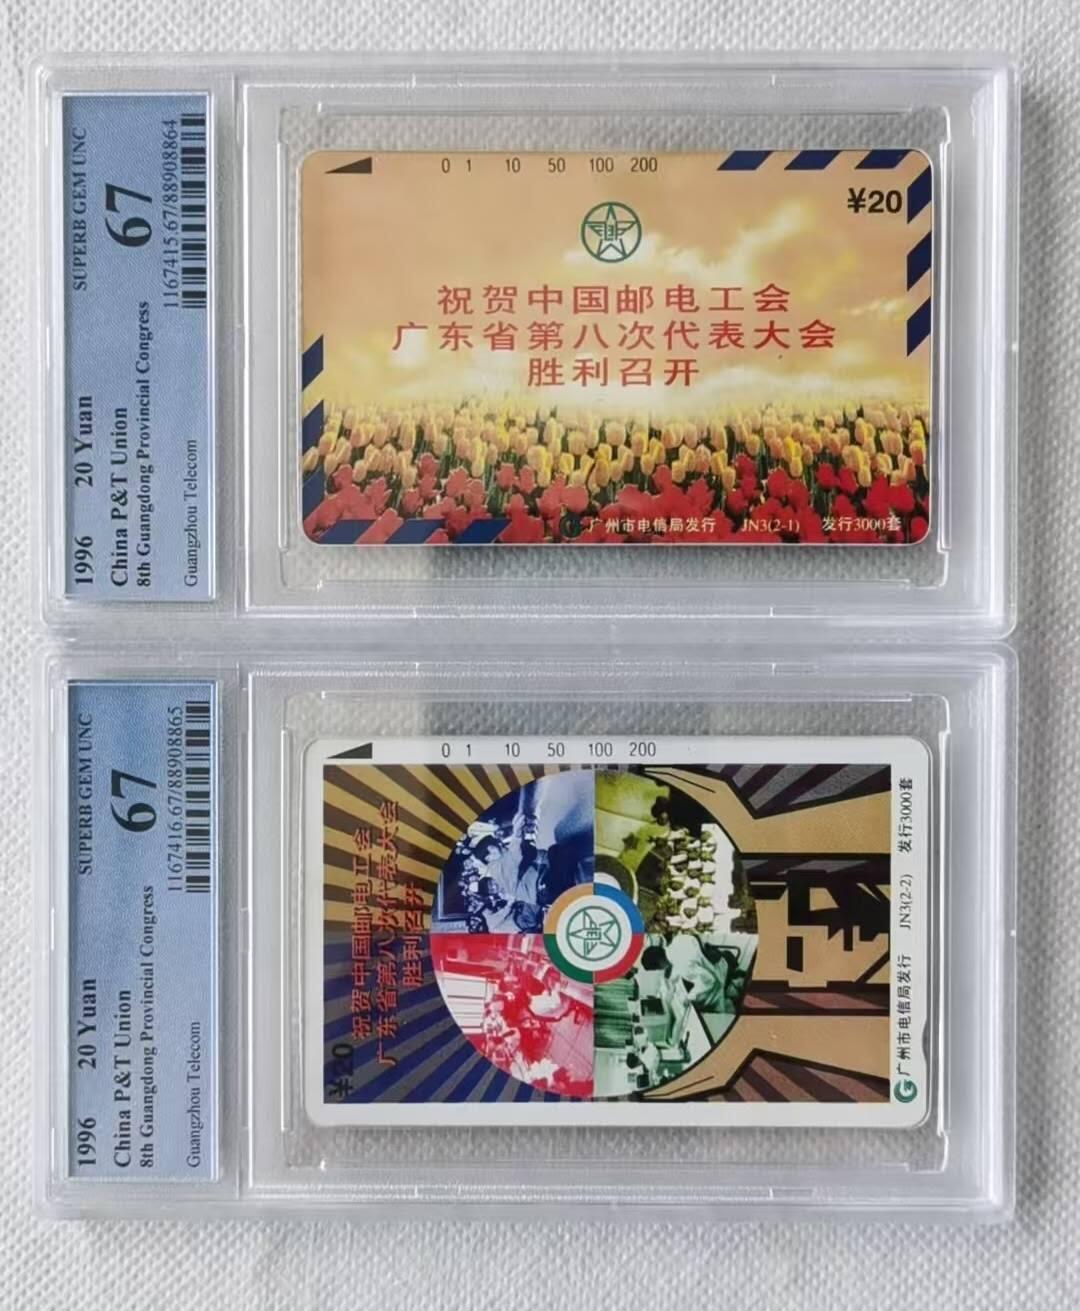 SUPERB GEM UNC
67
1167415.67/88908864
1996 20 Yuan
China P&T Union
8th Guangdong Provincial Congress
Guangzhou Telecom
0 1 10 50 100 200
¥20
祝贺中国邮电工会
广东省第八次代表大会
胜利召开
广州市电信局发行 JN3(2-1) 发行3000套
SUPERB GEM UNC
67
1167416.67/88908865
1996 20 Yuan
China P&T Union
8th Guangdong Provincial Congress
Guangzhou Telecom
0 1 10 50 100 200
¥20
祝贺中国邮电工会
广东省第八次代表大会
胜利召开
广州市电信局发行 JN3(2-2) 发行3000套